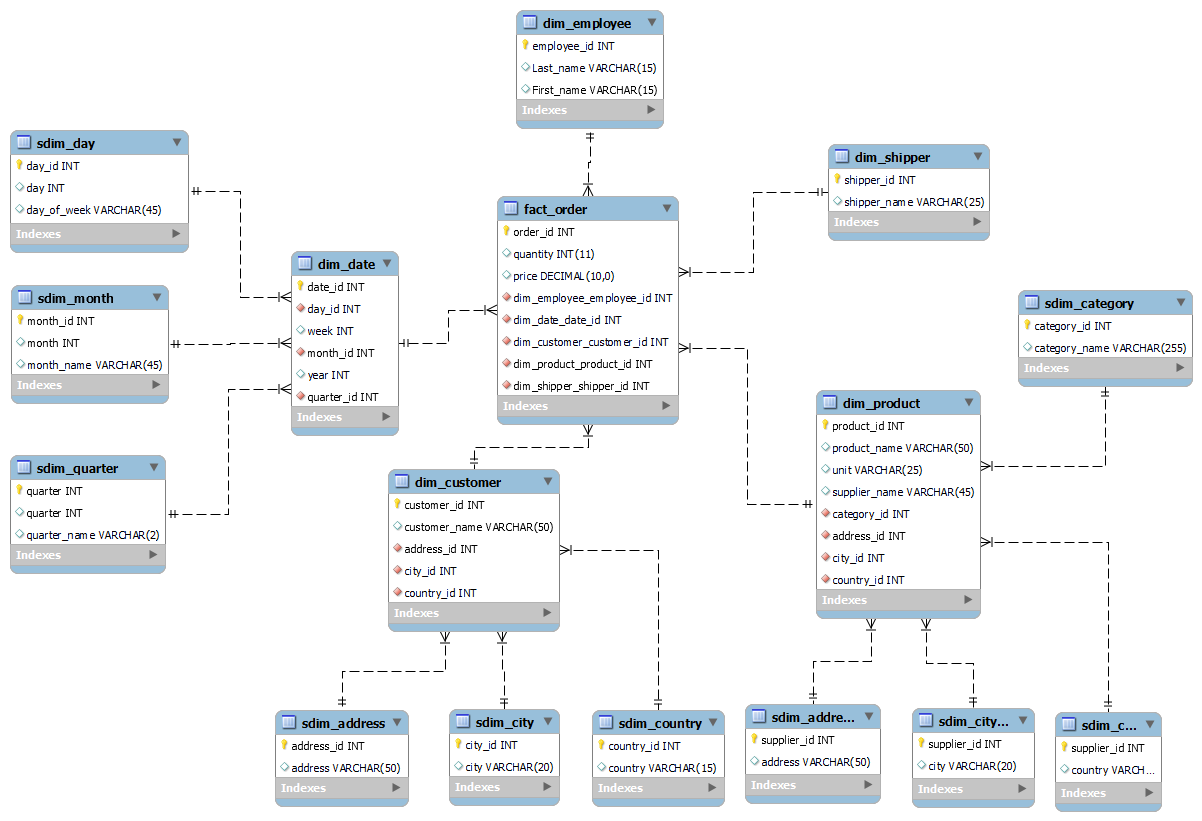 dim_employee
employee_id INT
Last_name VARCHAR(15)
First_name VARCHAR(15)
Indexes
sdim_day
day_id INT
day INT
day_of_week VARCHAR(45)
Indexes
dim_shipper
shipper_id INT
shipper_name VARCHAR(25)
Indexes
fact_order
order_id INT
quantity INT(11)
price DECIMAL(10,0)
dim_employee_employee_id INT
dim_date_date_id INT
dim_customer_customer_id INT
dim_product_product_id INT
dim_shipper_shipper_id INT
Indexes
dim_date
date_id INT
day_id INT
week INT
month_id INT
year INT
quarter_id INT
Indexes
sdim_month
month_id INT
month INT
month_name VARCHAR(45)
Indexes
sdim_category
category_id INT
category_name VARCHAR(255)
Indexes
sdim_quarter
quarter INT
quarter INT
quarter_name VARCHAR(2)
Indexes
dim_product
product_id INT
product_name VARCHAR(50)
unit VARCHAR(25)
supplier_name VARCHAR(45)
category_id INT
address_id INT
city_id INT
country_id INT
Indexes
dim_customer
customer_id INT
customer_name VARCHAR(50)
address_id INT
city_id INT
country_id INT
Indexes
sdim_address
address_id INT
address VARCHAR(50)
Indexes
sdim_city
city_id INT
city VARCHAR(20)
Indexes
sdim_country
country_id INT
country VARCHAR(15)
Indexes
sdim_addre...
supplier_id INT
address VARCHAR(50)
Indexes
sdim_city...
supplier_id INT
city VARCHAR(20)
Indexes
sdim_c...
supplier_id INT
country VARCH...
Indexes